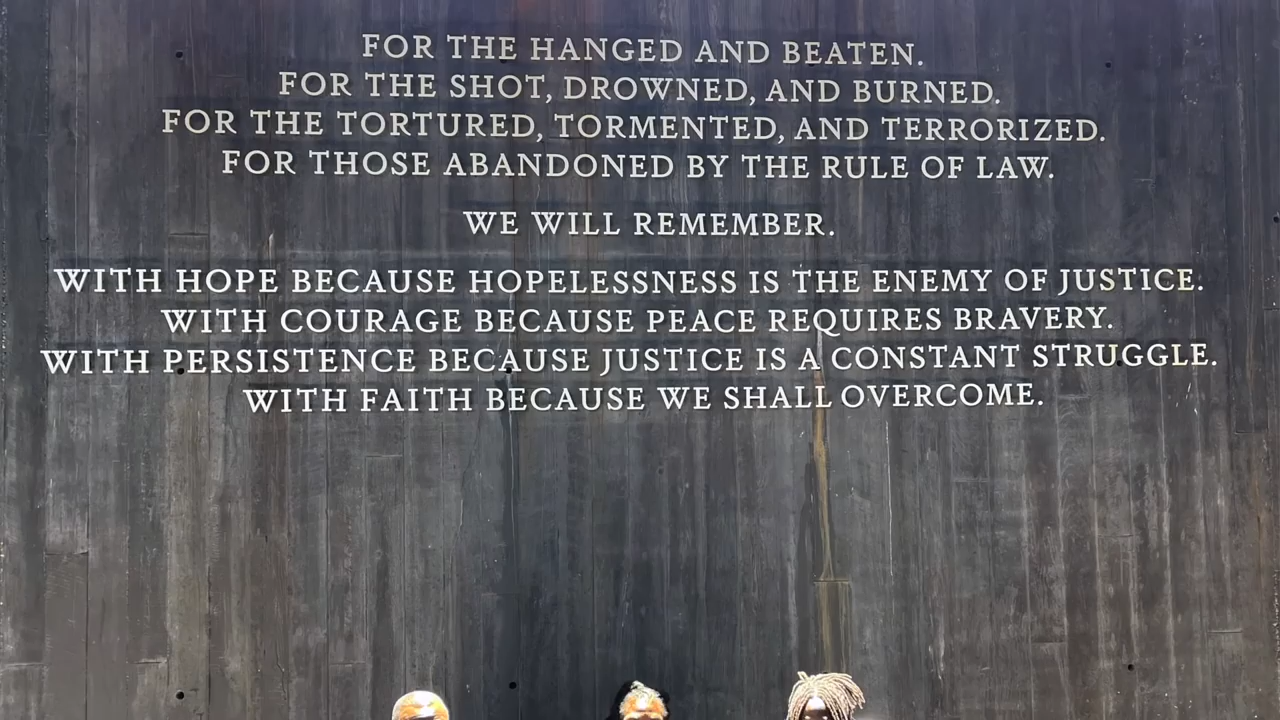 FOR THE HANGED AND BEATEN.
FOR THE SHOT, DROWNED, AND BURNED.
FOR THE TORTURED, TORMENTED, AND TERRORIZED.
FOR THOSE ABANDONED BY THE RULE OF LAW.
WE WILL REMEMBER.
WITH HOPE BECAUSE HOPELESSNESS IS THE ENEMY OF JUSTICE.
WITH COURAGE BECAUSE PEACE REQUIRES BRAVERY.
WITH PERSISTENCE BECAUSE JUSTICE IS A CONSTANT STRUGGLE.
WITH FAITH BECAUSE WE SHALL OVERCOME.